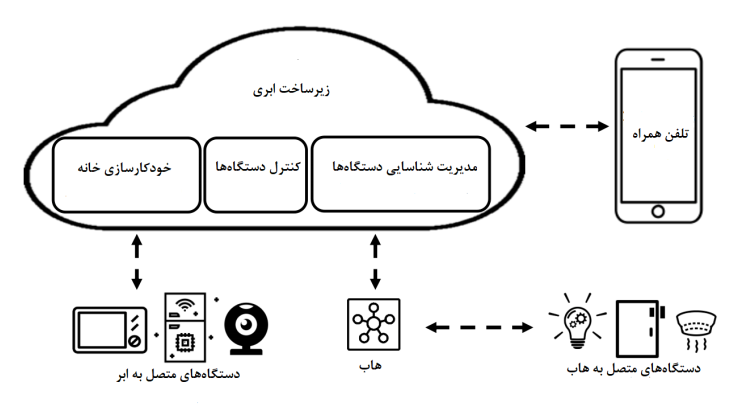 زیرساخت ابری
مدیریت شناسایی دستگاه‌ها
کنترل دستگاه‌ها
خودکارسازی خانه
تلفن همراه
دستگاه‌های متصل به هاب
هاب
دستگاه‌های متصل به ابر